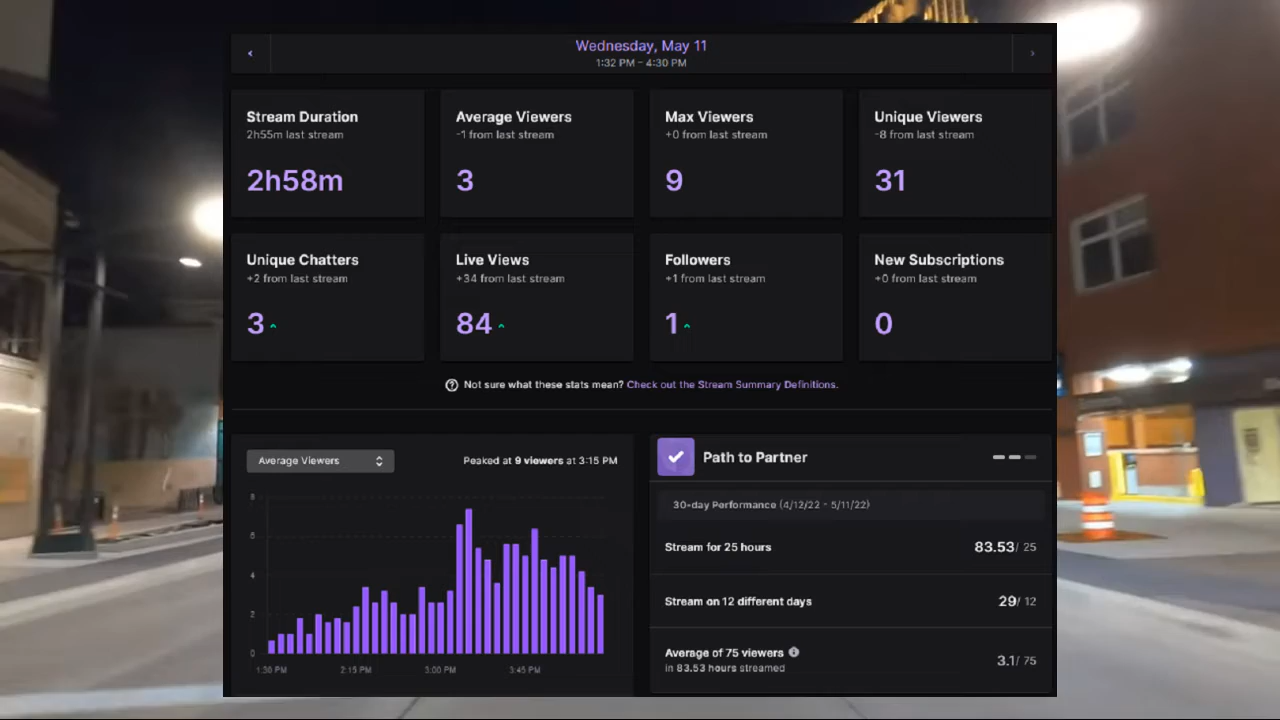 Wednesday, May 11
1:32 PM – 4:30 PM
Stream Duration
2h55m last stream
2h58m
Average Viewers
-1 from last stream
3
Max Viewers
+0 from last stream
9
Unique Viewers
-8 from last stream
31
Unique Chatters
+2 from last stream
3
Live Views
+34 from last stream
84
Followers
+1 from last stream
1
New Subscriptions
+0 from last stream
0
Not sure what these stats mean? Check out the Stream Summary Definitions.
Average Viewers
Peaked at 9 viewers at 3:15 PM
8
6
4
2
0
1:30 PM 2:15 PM 3:00 PM 3:45 PM
Path to Partner
30-day Performance (4/12/22 - 5/11/22)
Stream for 25 hours
83.53/ 25
Stream on 12 different days
29/ 12
Average of 75 viewers
in 83.53 hours streamed
3.1/ 75